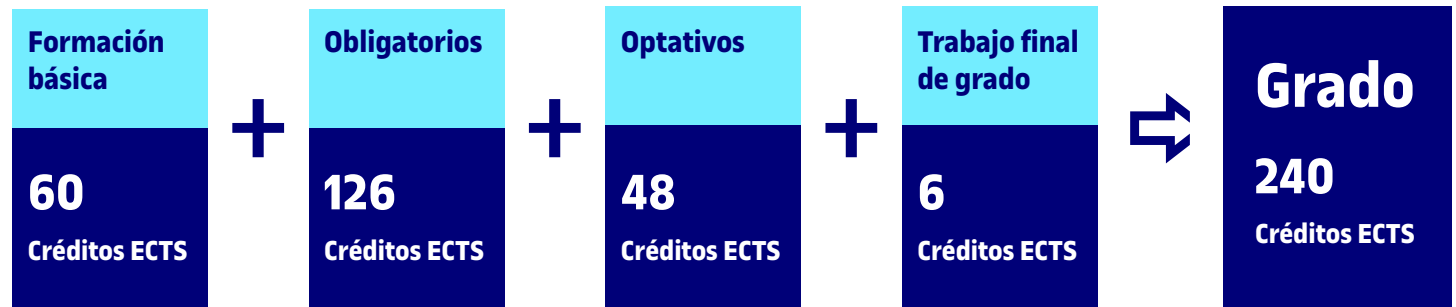 Formación
básica
60
Créditos ECTS
+
Obligatorios
126
Créditos ECTS
+
Optativos
48
Créditos ECTS
+
Trabajo final
de grado
6
Créditos ECTS
Grado
240
Créditos ECTS